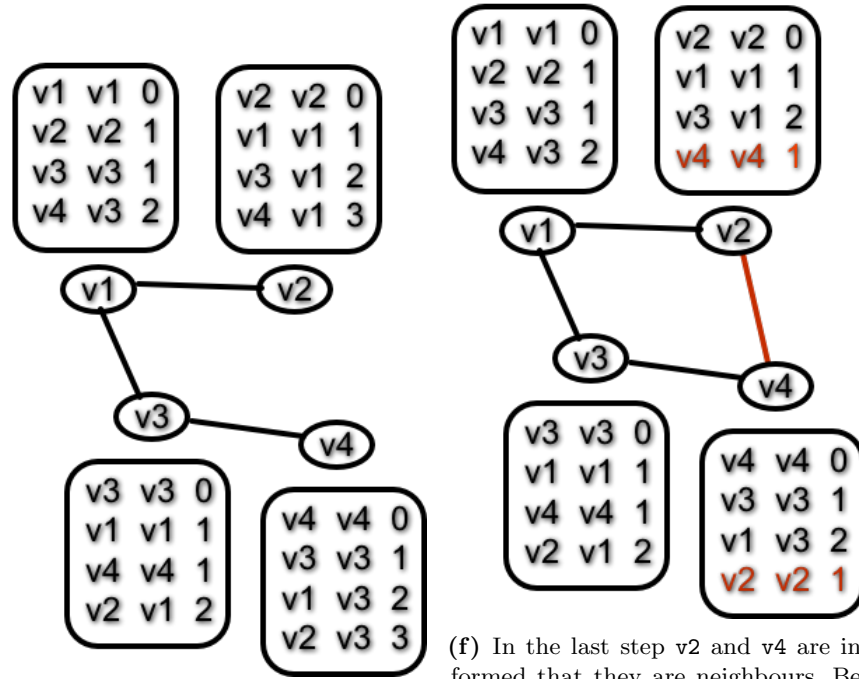 v1 v1 0
v2 v2 1
v3 v3 1
v4 v3 2
v2 v2 0
v1 v1 1
v3 v1 2
v4 v1 3
v1
v2
v3
v4
v3 v3 0
v1 v1 1
v4 v4 1
v2 v1 2
v4 v4 0
v3 v3 1
v1 v3 2
v2 v3 3
v1 v1 0
v2 v2 1
v3 v3 1
v4 v3 2
v2 v2 0
v1 v1 1
v3 v1 2
v4 v4 1
v1
v2
v3
v4
v3 v3 0
v1 v1 1
v4 v4 1
v2 v1 2
v4 v4 0
v3 v3 1
v1 v3 2
v2 v2 1
(f) In the last step v2 and v4 are in
formed that they are neighbours. Be